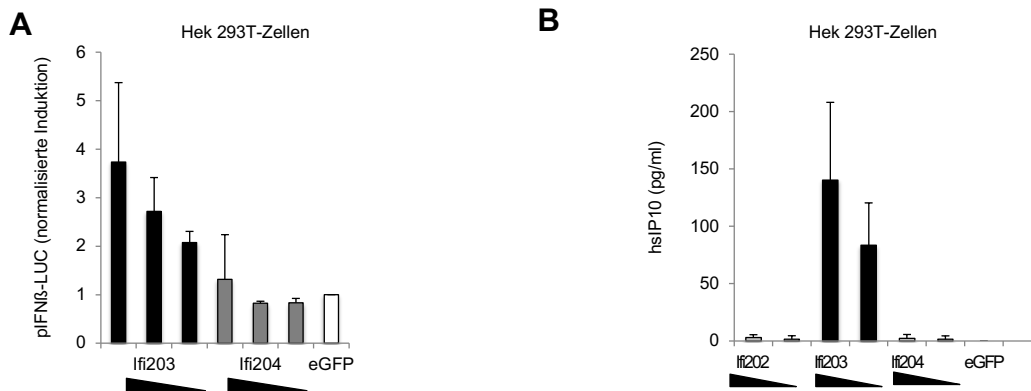 A
Hek 293T-Zellen
pIFNß-LUC (normalisierte Induktion)
6
5
4
3
2
1
0
Ifi203 Ifi204 eGFP
B
Hek 293T-Zellen
hsIP10 (pg/ml)
250
200
150
100
50
0
Ifi202 Ifi203 Ifi204 eGFP